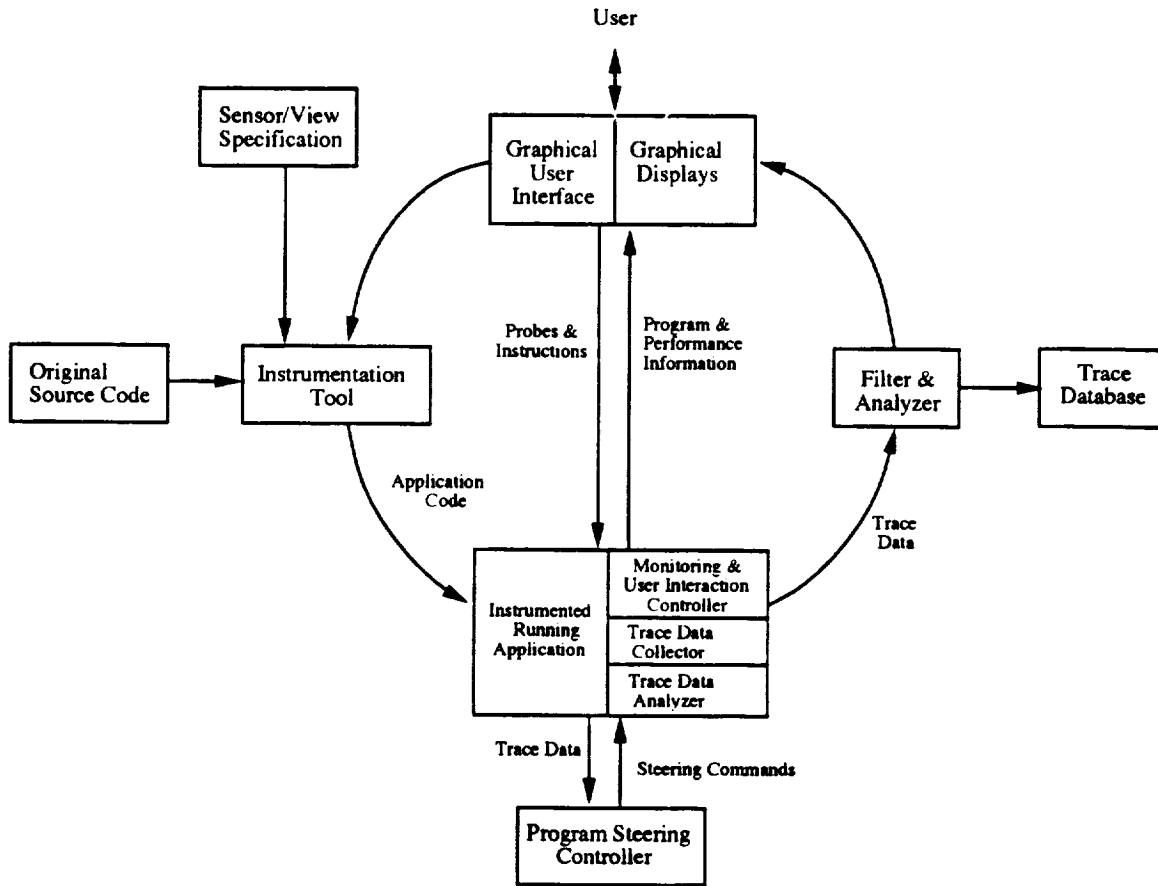 User
Sensor/View
Specification
Graphical
User
Interface
Graphical
Displays
Probes &
Instructions
Program &
Performance
Information
Original
Source Code
Instrumentation
Tool
Filter &
Analyzer
Trace
Database
Application
Code
Trace
Data
Instrumented
Running
Application
Monitoring &
User Interaction
Controller
Trace Data
Collector
Trace Data
Analyzer
Trace Data
Steering Commands
Program Steering
Controller